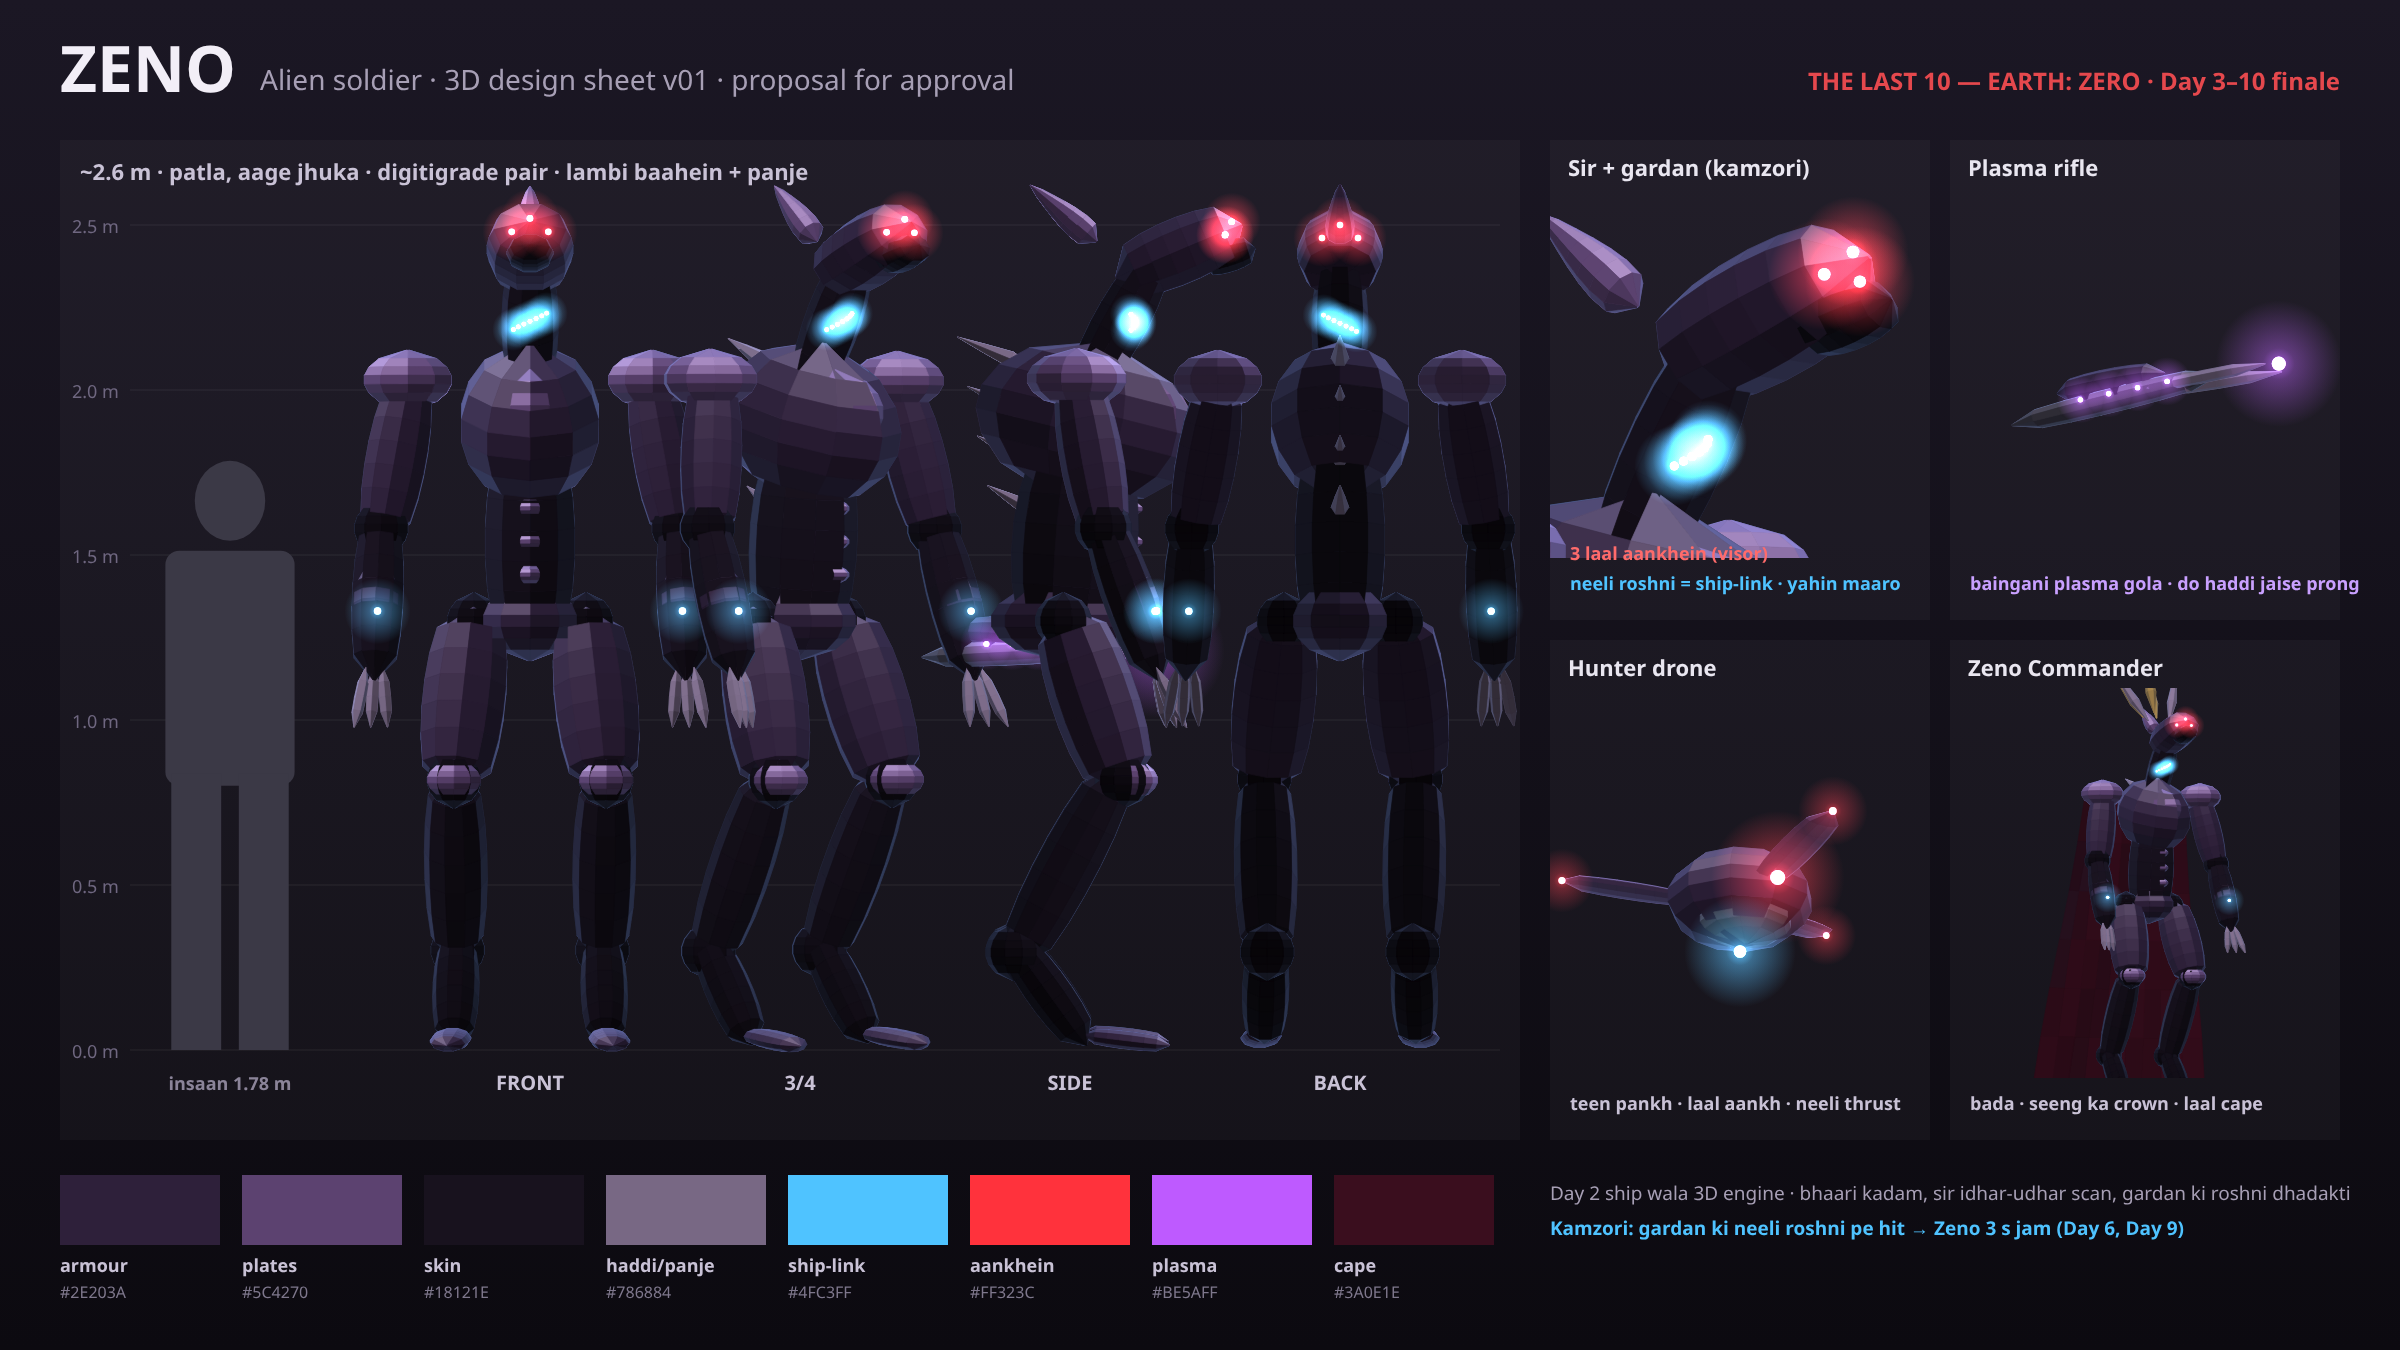 ZENO
Alien soldier · 3D design sheet v01 · proposal for approval
THE LAST 10 — EARTH: ZERO · Day 3–10 finale
~2.6 m · patla, aage jhuka · digitigrade pair · lambi baahein + panje
2.5 m
2.0 m
1.5 m
1.0 m
0.5 m
0.0 m
insaan 1.78 m
FRONT
3/4
SIDE
BACK
Sir + gardan (kamzori)
3 laal aankhein (visor)
neeli roshni = ship-link · yahin maaro
Plasma rifle
baingani plasma gola · do haddi jaise prong
Hunter drone
teen pankh · laal aankh · neeli thrust
Zeno Commander
bada · seeng ka crown · laal cape
armour
#2E203A
plates
#5C4270
skin
#18121E
haddi/panje
#786884
ship-link
#4FC3FF
aankhein
#FF323C
plasma
#BE5AFF
cape
#3A0E1E
Day 2 ship wala 3D engine · bhaari kadam, sir idhar-udhar scan, gardan ki roshni dhadakti
Kamzori: gardan ki neeli roshni pe hit → Zeno 3 s jam (Day 6, Day 9)